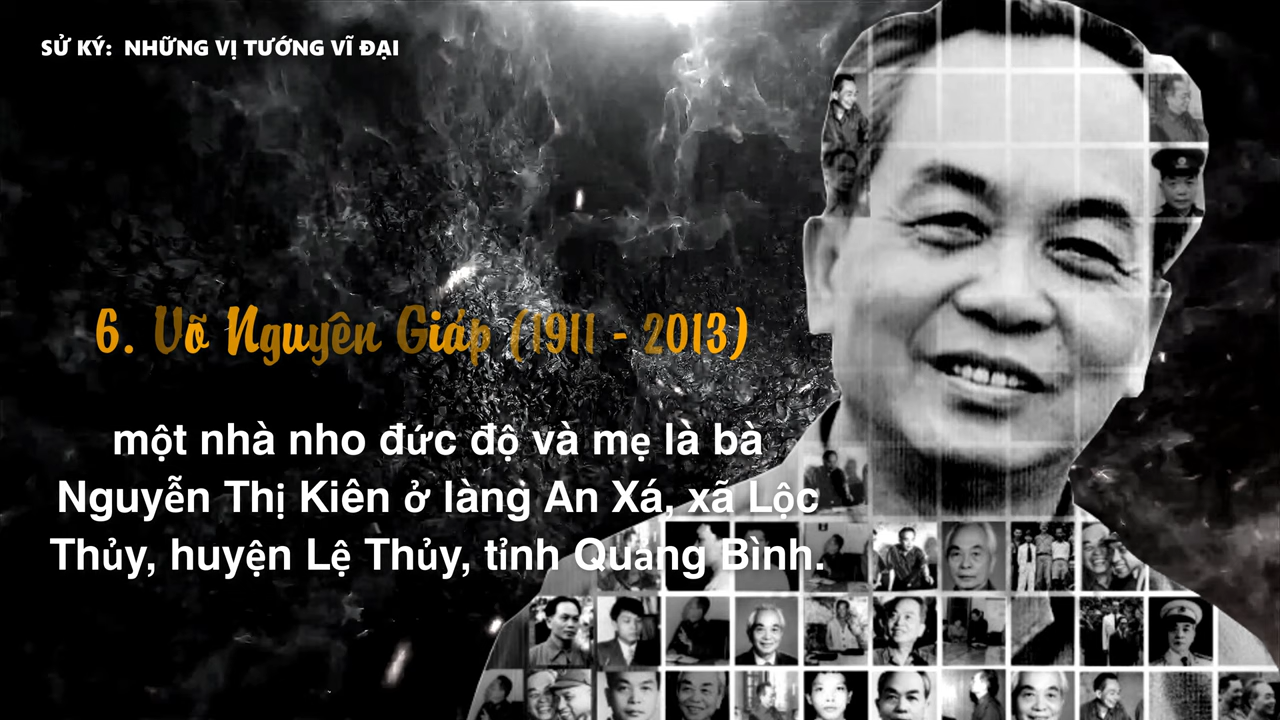 SỬ KÝ: NHỮNG VỊ TƯỚNG VĨ ĐẠI
6. Võ Nguyên Giáp (1911 - 2013)
một nhà nho đức độ và mẹ là bà
Nguyễn Thị Kiên ở làng An Xá, xã Lộc
Thủy, huyện Lệ Thủy, tỉnh Quảng Bình.